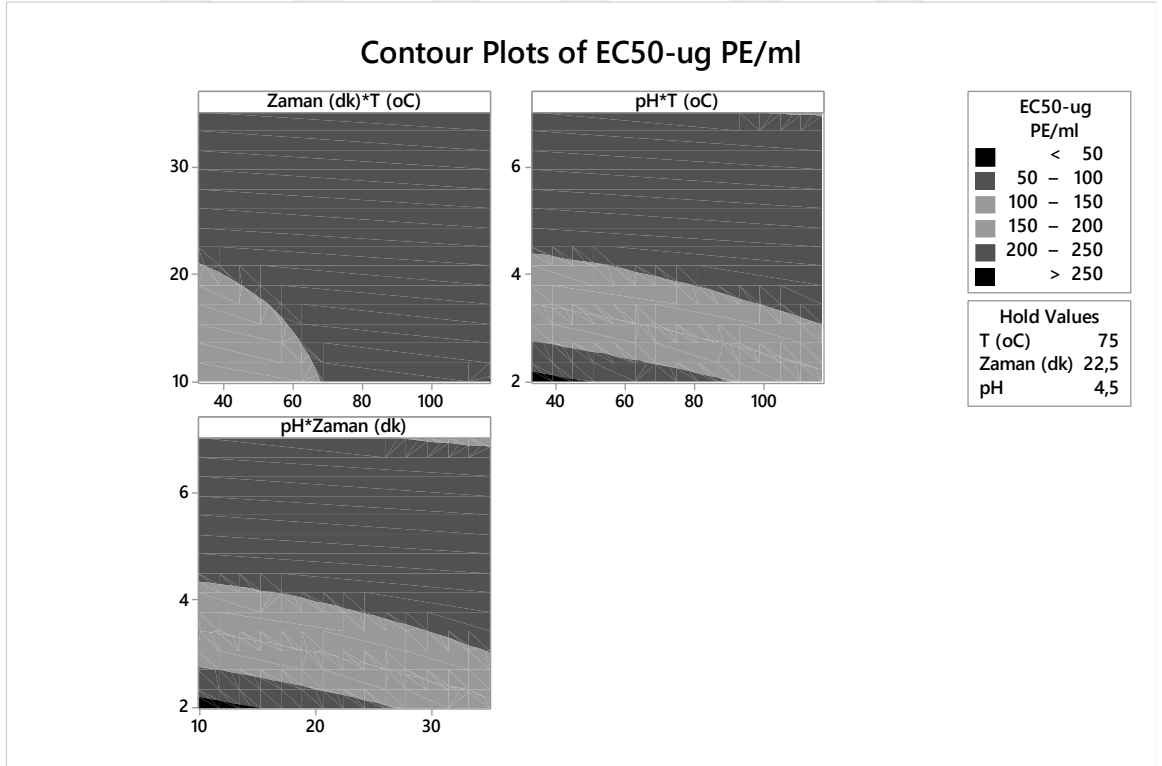 Contour Plots of EC50-ug PE/ml
Zaman (dk)*T (oC)
30
20
10
40 60 80 100
pH*T (oC)
6
4
2
40 60 80 100
pH*Zaman (dk)
6
4
2
10 20 30
EC50-ug
PE/ml
< 50
50 – 100
100 – 150
150 – 200
200 – 250
> 250
Hold Values
T (oC) 75
Zaman (dk) 22,5
pH 4,5